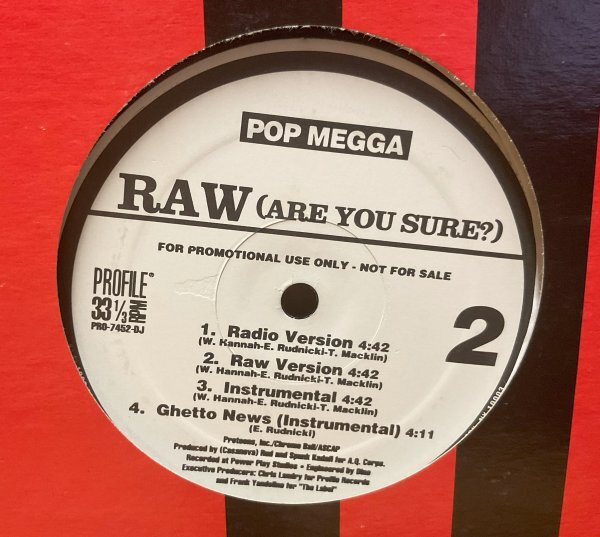 POP MEGGA
RAW (ARE YOU SURE?)
FOR PROMOTIONAL USE ONLY - NOT FOR SALE
PROFILE®
33 1/3 RPM
PRO-7452-DJ
2
1. Radio Version 4:42
(W. Hannah-E. Rudnicki-T. Macklin)
2. Raw Version 4:42
(W. Hannah-E. Rudnicki-T. Macklin)
3. Instrumental 4:42
(W. Hannah-E. Rudnicki-T. Macklin)
4. Ghetto News (Instrumental) 4:11
(E. Rudnicki)
Protoons, Inc./Chrome Ball/ASCAP
Produced by (Casanova) Rud and Spunk Kadafi for A.Q. Corps.
Recorded at Power Play Studios • Engineered by Dino
Executive Producers: Chris Landry for Profile Records
and Frank Yandolino for "The Label"